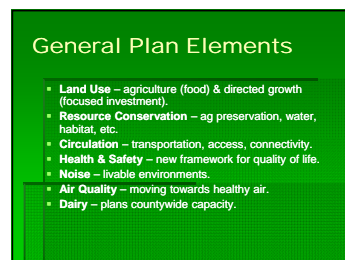 General Plan Elements
Land Use – agriculture (food) & directed growth
(focused investment).
Resource Conservation – ag preservation, water,
habitat, etc.
Circulation – transportation, access, connectivity.
Health & Safety – new framework for quality of life.
Noise – livable environments.
Air Quality – moving towards healthy air.
Dairy – plans countywide capacity.